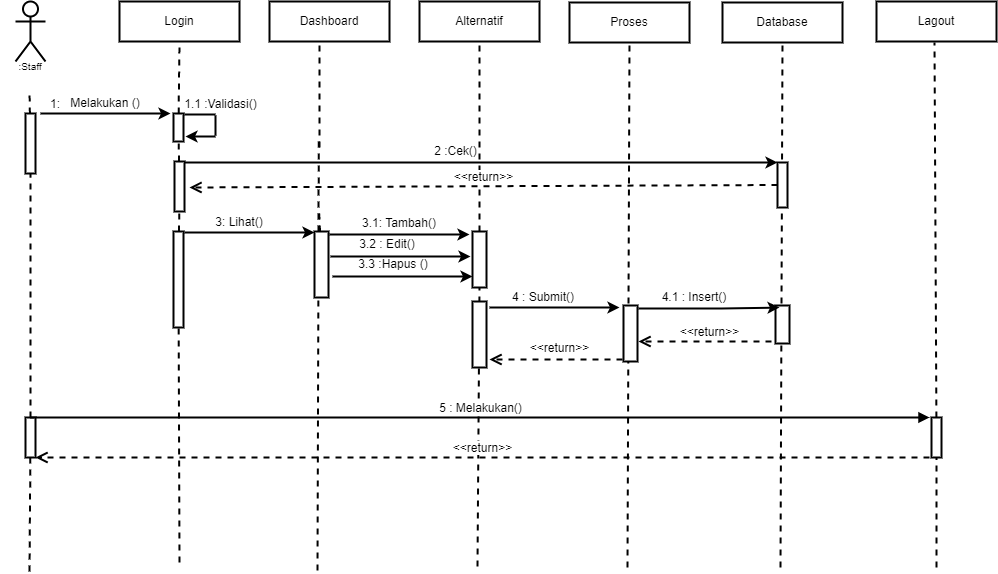 :Staff
Login
Dashboard
Alternatif
Proses
Database
Lagout
1: Melakukan ()
1.1 :Validasi()
2 :Cek()
<<return>>
3: Lihat()
3.1: Tambah()
3.2 : Edit()
3.3 :Hapus ()
4 : Submit()
4.1 : Insert()
<<return>>
<<return>>
5 : Melakukan()
<<return>>